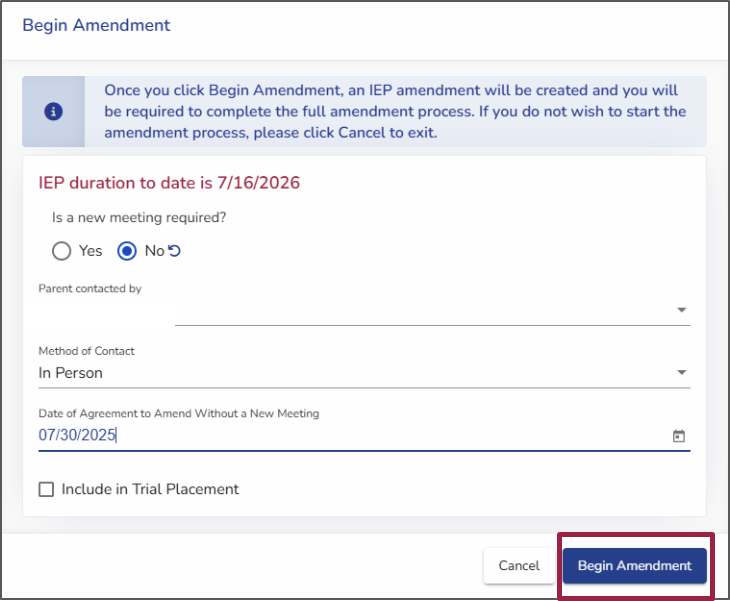 Begin Amendment
Once you click Begin Amendment, an IEP amendment will be created and you will
be required to complete the full amendment process. If you do not wish to start the
amendment process, please click Cancel to exit.
IEP duration to date is 7/16/2026
Is a new meeting required?
Yes No
Parent contacted by
Method of Contact
In Person
Date of Agreement to Amend Without a New Meeting
07/30/2025
Include in Trial Placement
Cancel Begin Amendment